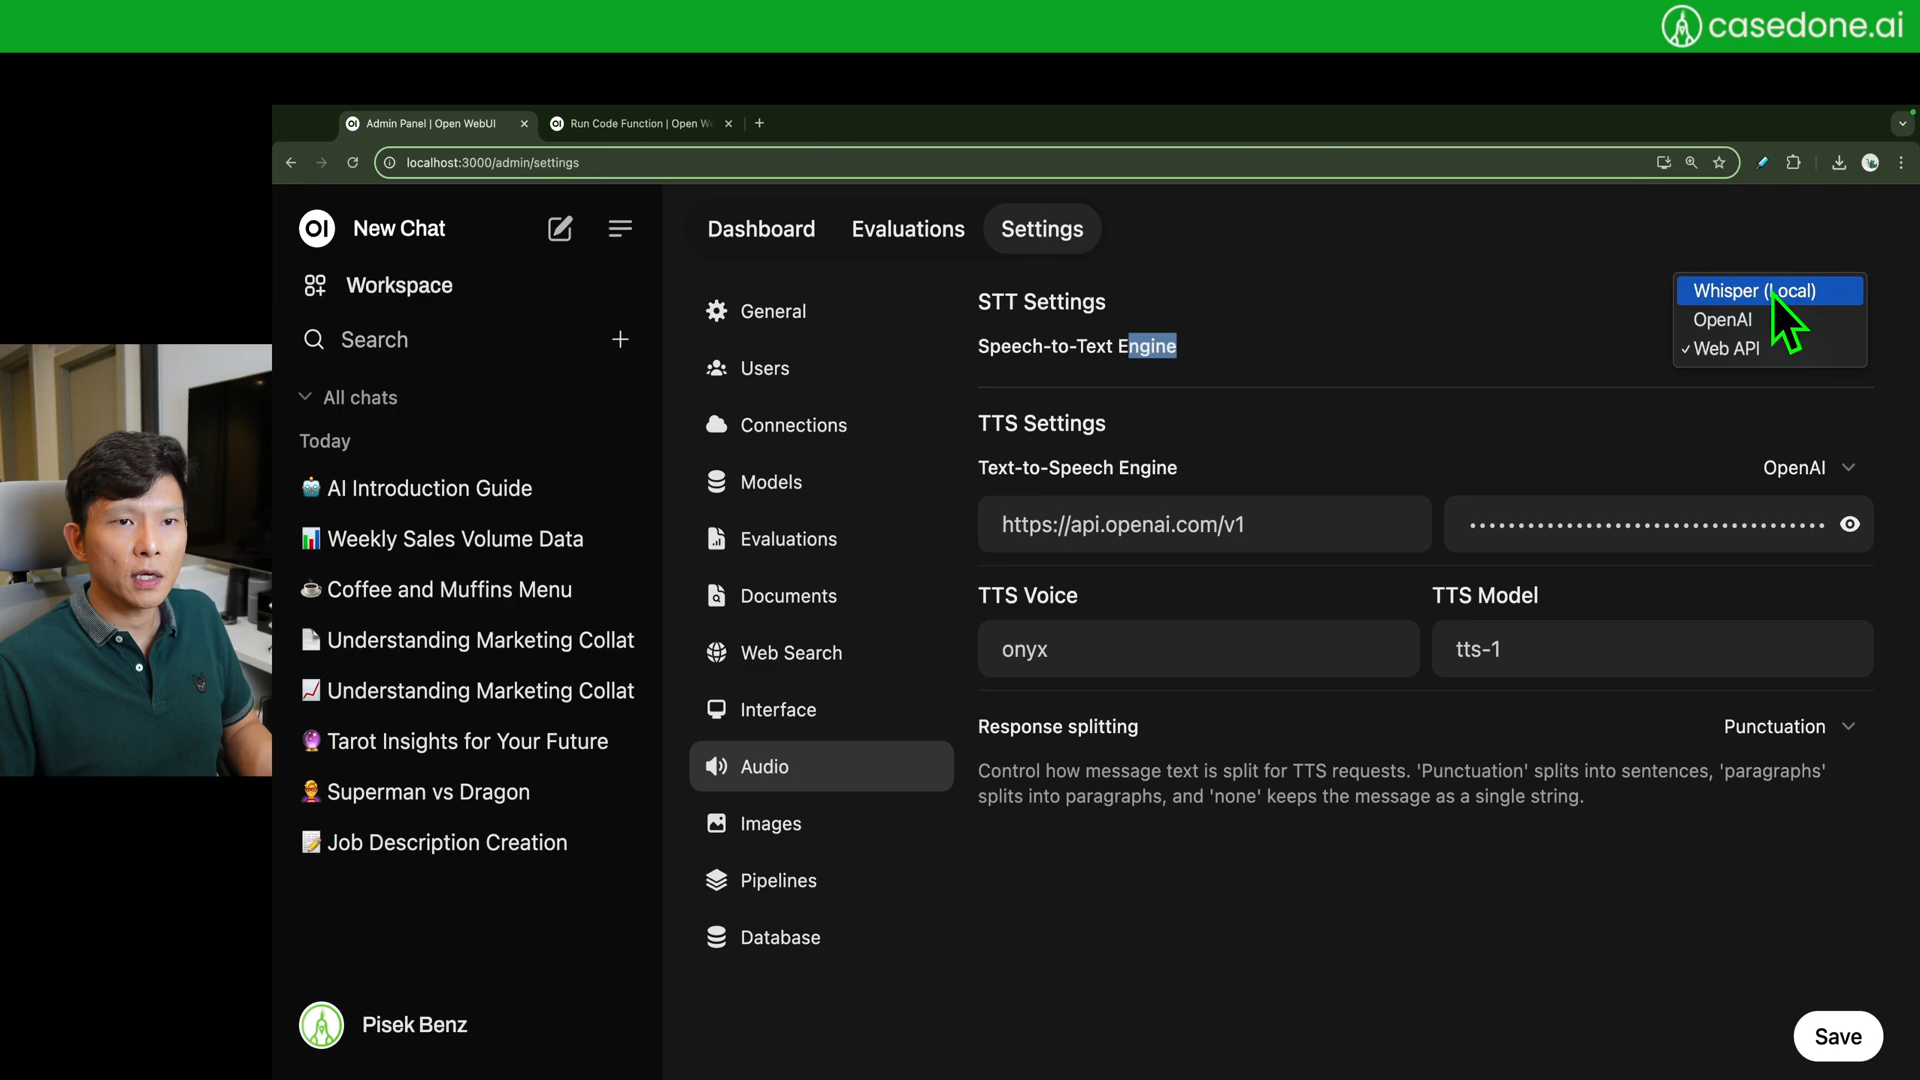 casedone.ai
Admin Panel | Open WebUI
Run Code Function | Open We
localhost:3000/admin/settings
OI New Chat
Workspace
Search
All chats
Today
AI Introduction Guide
Weekly Sales Volume Data
Coffee and Muffins Menu
Understanding Marketing Collat
Understanding Marketing Collat
Tarot Insights for Your Future
Superman vs Dragon
Job Description Creation
Pisek Benz
Dashboard Evaluations Settings
General
Users
Connections
Models
Evaluations
Documents
Web Search
Interface
Audio
Images
Pipelines
Database
STT Settings
Speech-to-Text Engine
Whisper (Local)
OpenAI
✓ Web API
TTS Settings
Text-to-Speech Engine OpenAI
https://api.openai.com/v1
TTS Voice TTS Model
onyx tts-1
Response splitting Punctuation
Control how message text is split for TTS requests. 'Punctuation' splits into sentences, 'paragraphs'
splits into paragraphs, and 'none' keeps the message as a single string.
Save